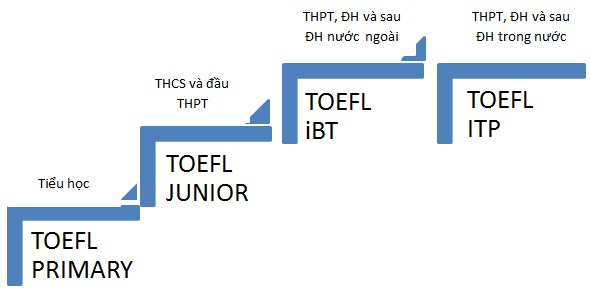 Tiểu học
TOEFL
PRIMARY
THCS và đầu
THPT
TOEFL
JUNIOR
THPT, ĐH và sau
ĐH nước ngoài
TOEFL
iBT
THPT, ĐH và sau
ĐH trong nước
TOEFL
ITP